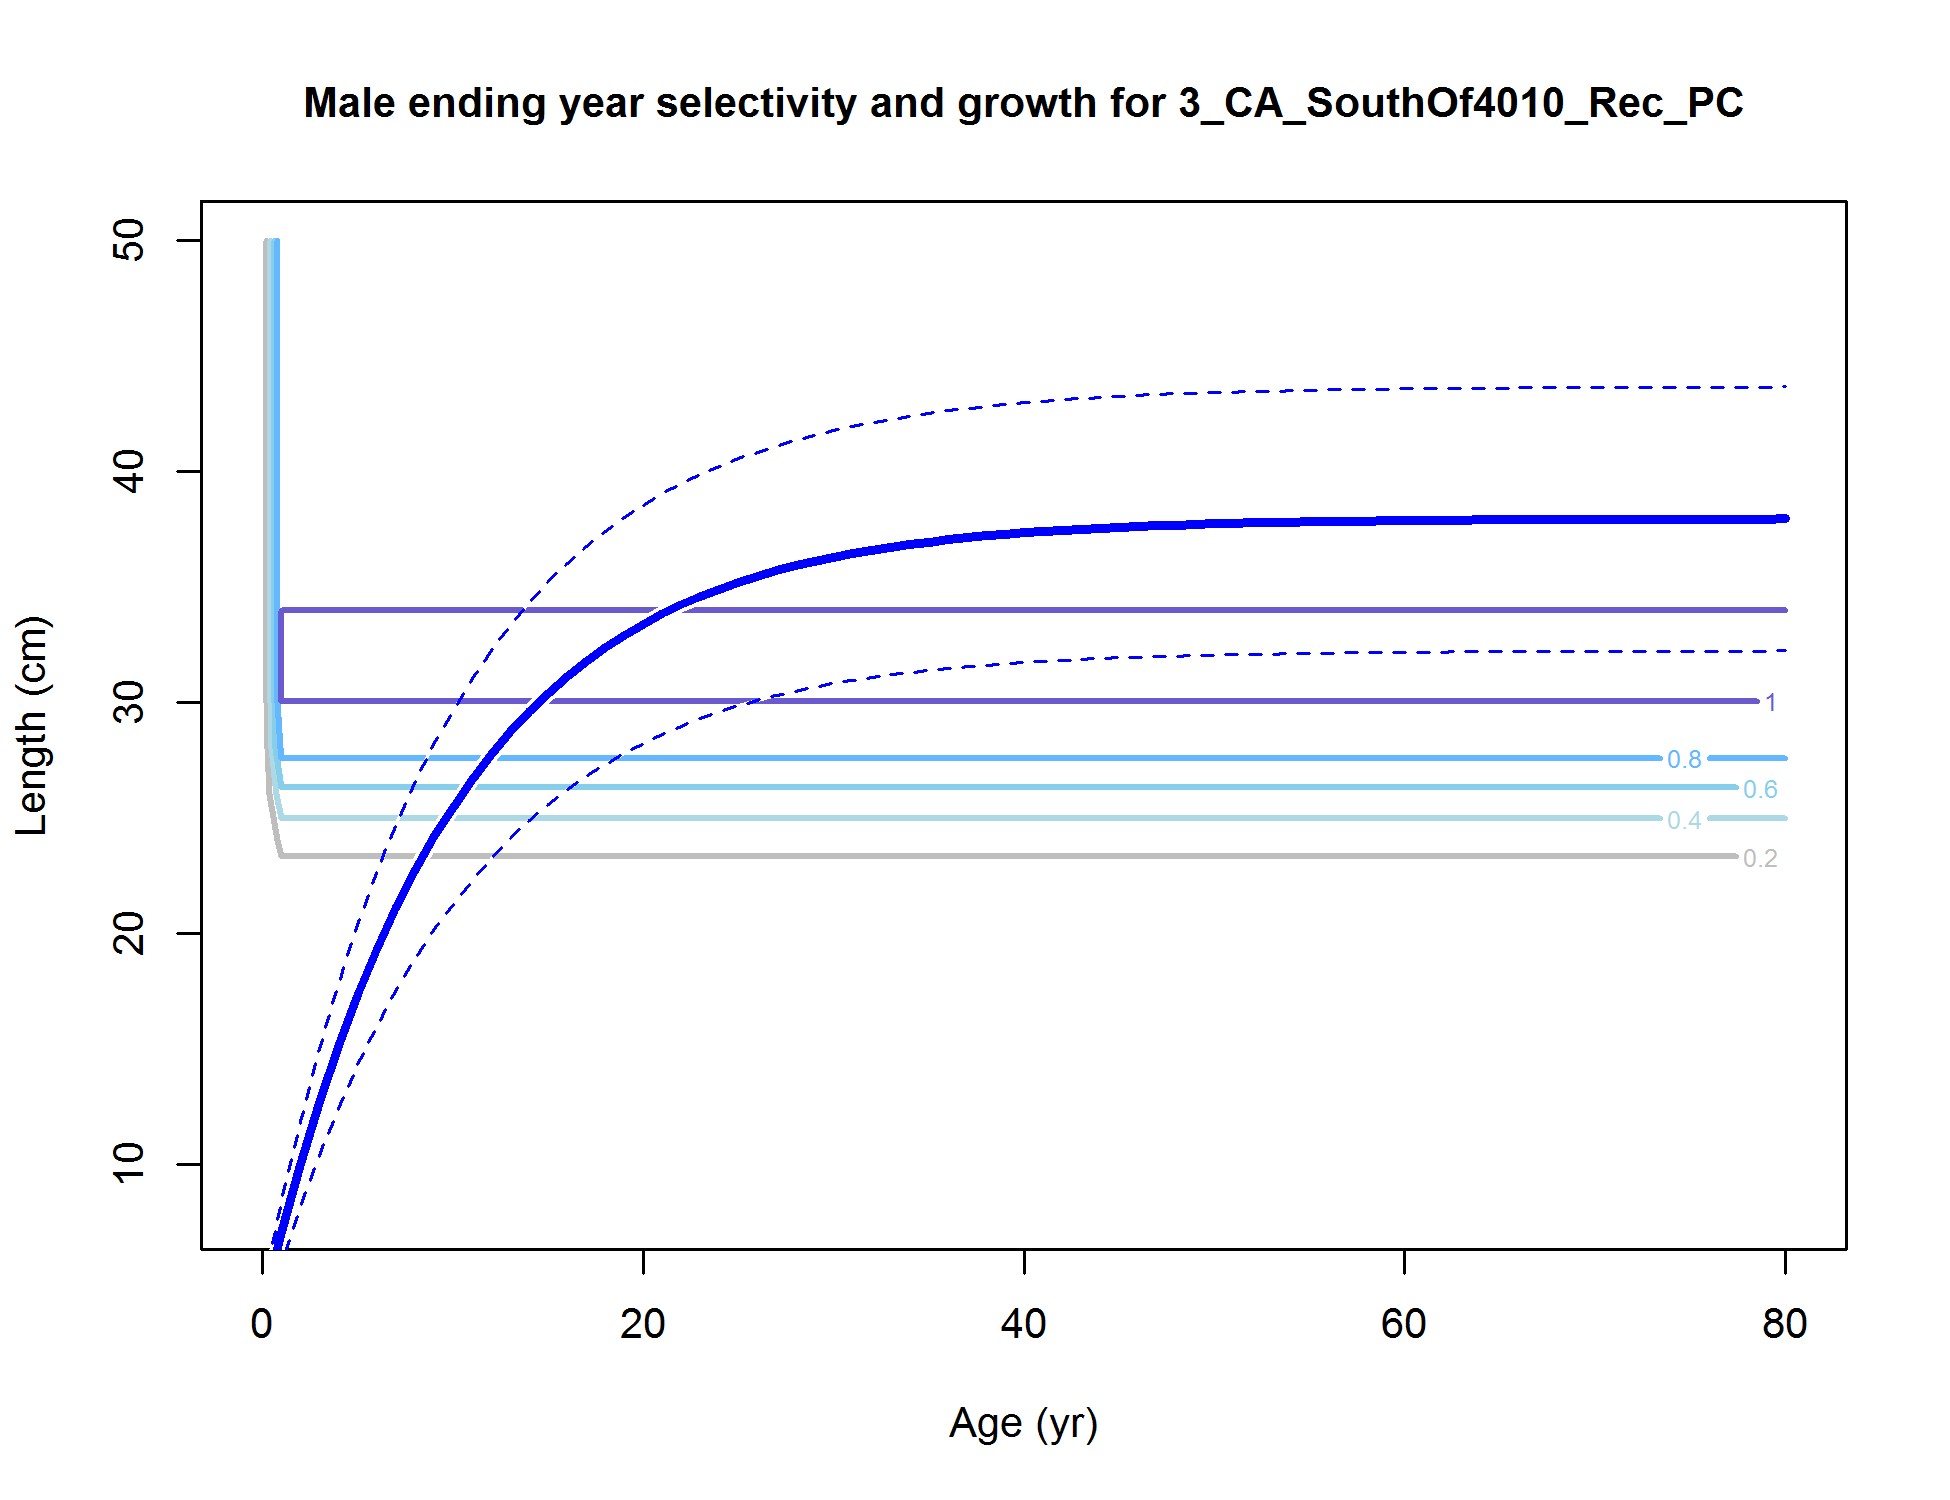 Male ending year selectivity and growth for 3_CA_SouthOf4010_Rec_PC
Length (cm)
50
40
30
20
10
1
0.8
0.6
0.4
0.2
0 20 40 60 80
Age (yr)